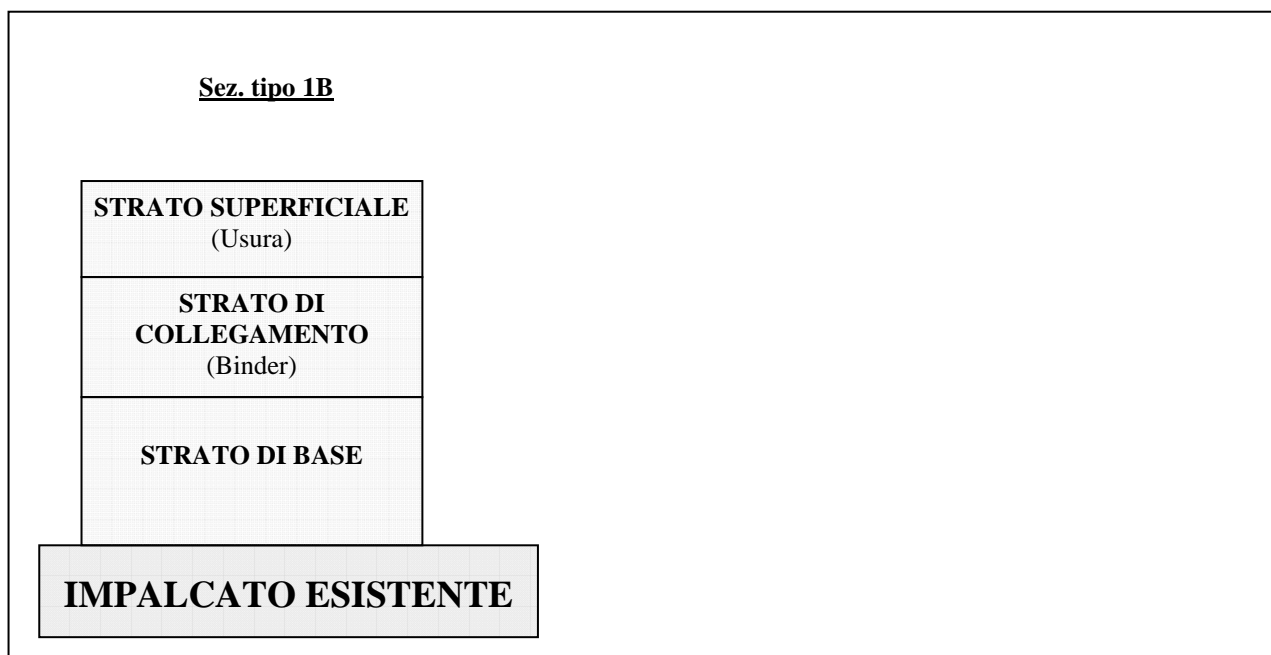 Sez. tipo 1B
STRATO SUPERFICIALE
(Usura)
STRATO DI
COLLEGAMENTO
(Binder)
STRATO DI BASE
IMPALCATO ESISTENTE